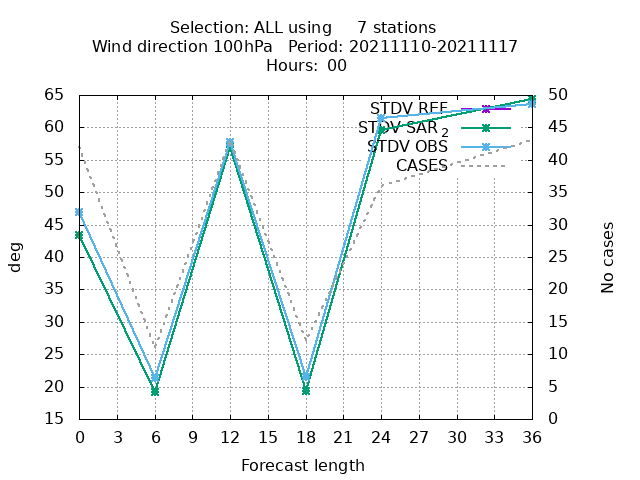 Selection: ALL using     7 stations
Wind direction 100hPa   Period: 20211110-20211117
Hours: 00
65
60
55
50
45
40
35
30
25
20
15
deg
STDV REF
STDV SAR 2
STDV OBS
CASES
50
45
40
35
30
25
20
15
10
5
0
No cases
0 3 6 9 12 15 18 21 24 27 30 33 36
Forecast length